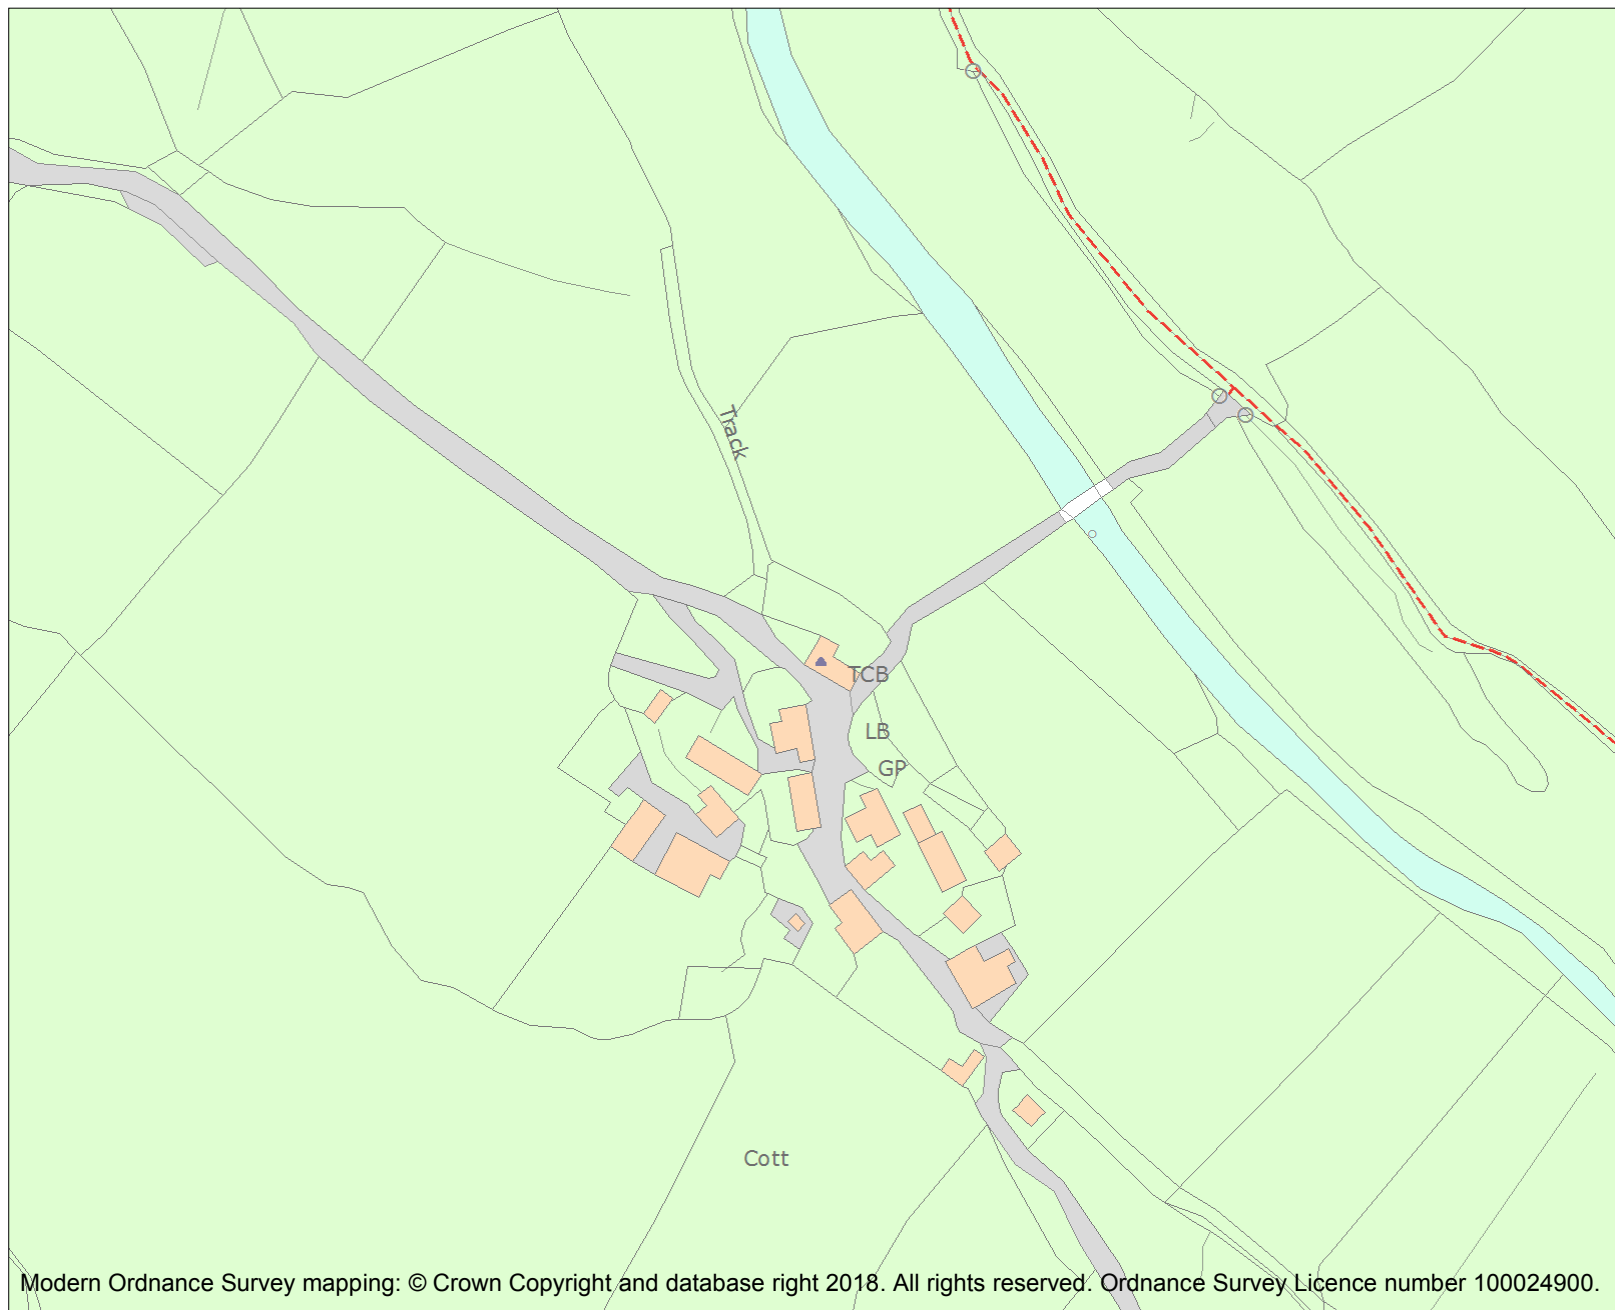 Track
TCB
LB
GP
Cott
Modern Ordnance Survey mapping: © Crown Copyright and database right 2018. All rights reserved. Ordnance Survey Licence number 100024900.